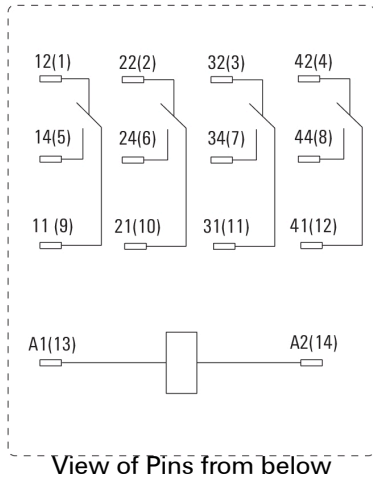 12(1) 22(2) 32(3) 42(4)
14(5) 24(6) 34(7) 44(8)
11 (9) 21(10) 31(11) 41(12)
A1(13) A2(14)
View of Pins from below